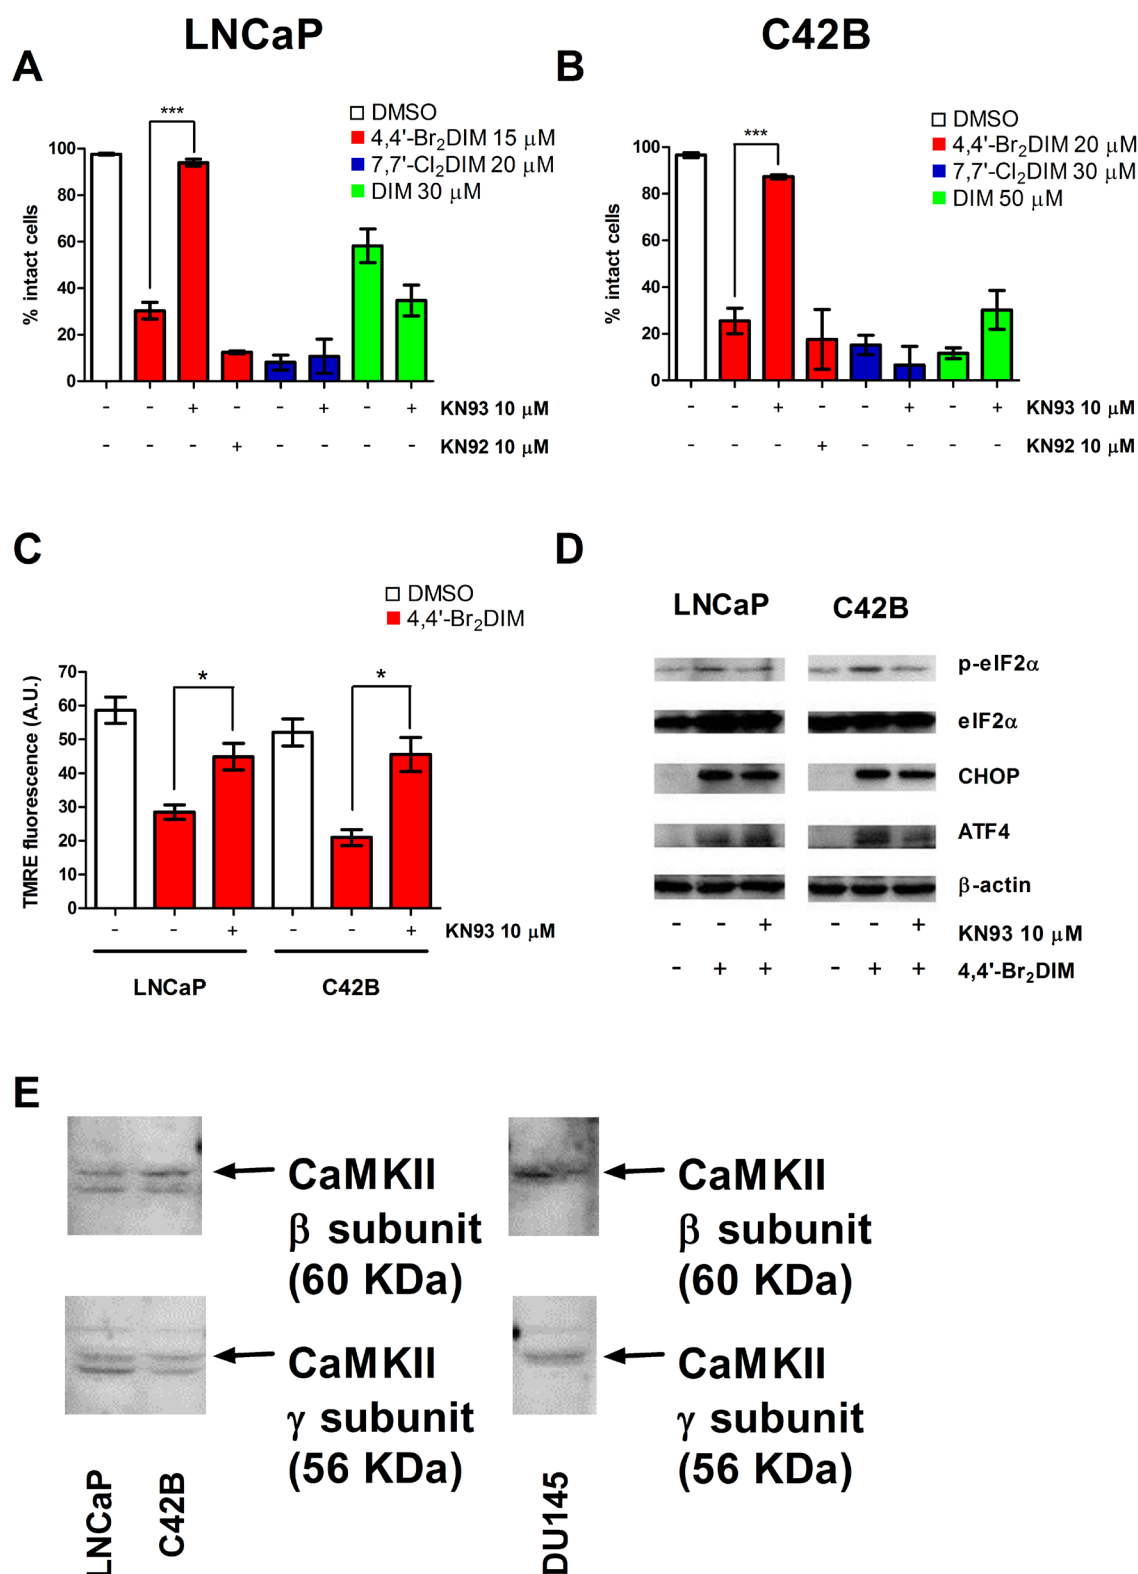 LNCaP
C42B
A
B
***
DMSO
4,4'-Br₂DIM 15 μM
7,7'-Cl₂DIM 20 μM
DIM 30 μM
% intact cells
100
80
60
40
20
0
- - + - - + - + KN93 10 μM
- - - + - - - - KN92 10 μM
***
DMSO
4,4'-Br₂DIM 20 μM
7,7'-Cl₂DIM 30 μM
DIM 50 μM
% intact cells
100
80
60
40
20
0
- - + - - + - + KN93 10 μM
- - - + - - - - KN92 10 μM
C
DMSO
4,4'-Br₂DIM
TMRE fluorescence (A.U.)
70
60
50
40
30
20
10
0
*
*
- - + - - + KN93 10 μM
LNCaP
C42B
D
LNCaP
C42B
p-eIF2α
eIF2α
CHOP
ATF4
β-actin
- - + - - + KN93 10 μM
- + + - + + 4,4'-Br₂DIM
E
CaMKII
β subunit
(60 KDa)
CaMKII
β subunit
(60 KDa)
CaMKII
γ subunit
(56 KDa)
CaMKII
γ subunit
(56 KDa)
LNCaP
C42B
DU145